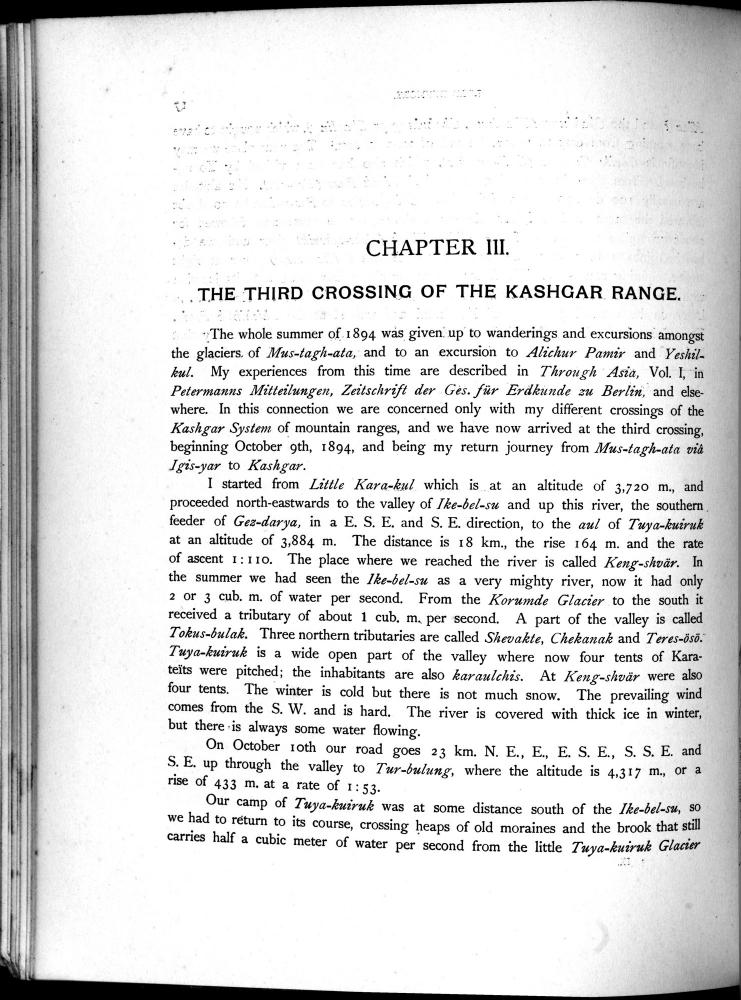 CHAPTER III.
THE THIRD CROSSING OF THE KASHGAR RANGE.
The whole summer of 1894 was given up to wanderings and excursions amongst
the glaciers of Mus-tagh-ata, and to an excursion to Alichur Pamir and Yeshil-
kul. My experiences from this time are described in Through Asia, Vol. I, in
Petermanns Mitteilungen, Zeitschrift der Ges. für Erdkunde zu Berlin, and else-
where. In this connection we are concerned only with my different crossings of the
Kashgar System of mountain ranges, and we have now arrived at the third crossing,
beginning October 9th, 1894, and being my return journey from Mus-tagh-ata viâ
Igis-yar to Kashgar.
I started from Little Kara-kul which is at an altitude of 3,720 m., and
proceeded north-eastwards to the valley of Ike-bel-su and up this river, the southern
feeder of Gez-darya, in a E. S. E. and S. E. direction, to the aul of Tuya-kuiruk
at an altitude of 3,884 m. The distance is 18 km., the rise 164 m. and the rate
of ascent 1:110. The place where we reached the river is called Keng-shvär. In
the summer we had seen the Ike-bel-su as a very mighty river, now it had only
2 or 3 cub. m. of water per second. From the Korumde Glacier to the south it
received a tributary of about 1 cub. m. per second. A part of the valley is called
Tokus-bulak. Three northern tributaries are called Shevakte, Chekanak and Teres-ösö.
Tuya-kuiruk is a wide open part of the valley where now four tents of Kara-
teïts were pitched; the inhabitants are also karaulchis. At Keng-shvär were also
four tents. The winter is cold but there is not much snow. The prevailing wind
comes from the S. W. and is hard. The river is covered with thick ice in winter,
but there is always some water flowing.
On October 10th our road goes 23 km. N. E., E., E. S. E., S. S. E. and
S. E. up through the valley to Tur-bulung, where the altitude is 4,317 m., or a
rise of 433 m. at a rate of 1:53.
Our camp of Tuya-kuiruk was at some distance south of the Ike-bel-su, so
we had to return to its course, crossing heaps of old moraines and the brook that still
carries half a cubic meter of water per second from the little Tuya-kuiruk Glacier